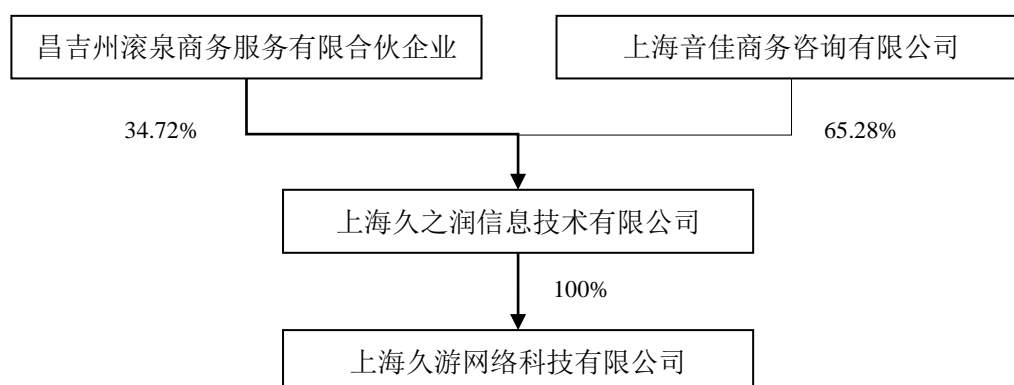 昌吉州滚泉商务服务有限合伙企业
上海音佳商务咨询有限公司
34.72%
65.28%
上海久之润信息技术有限公司
100%
上海久游网络科技有限公司